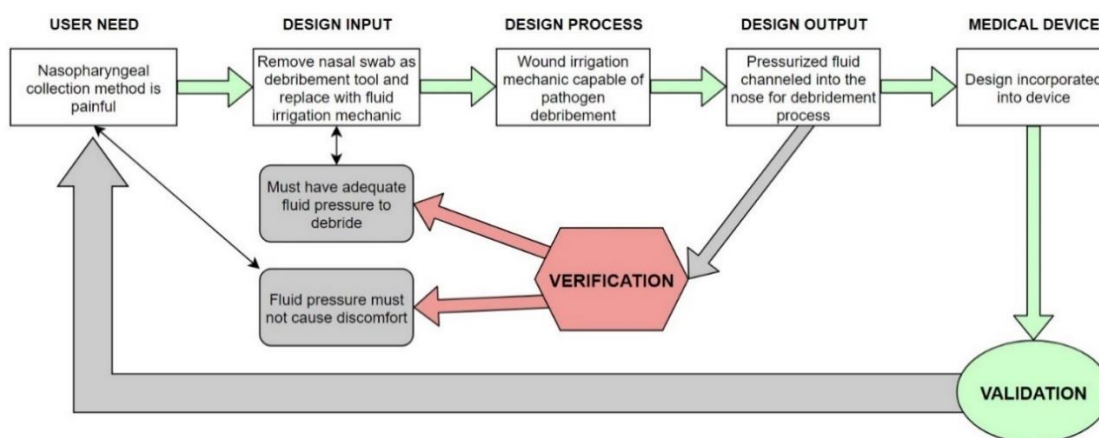 USER NEED
DESIGN INPUT
DESIGN PROCESS
DESIGN OUTPUT
MEDICAL DEVICE
Nasopharyngeal
collection method is
painful
Remove nasal swab as
debribement tool and
replace with fluid
irrigation mechanic
Wound irrigation
mechanic capable of
pathogen
debribement
Pressurized fluid
channeled into the
nose for debridement
process
Design incorporated
into device
Must have adequate
fluid pressure to
debride
Fluid pressure must
not cause discomfort
VERIFICATION
VALIDATION